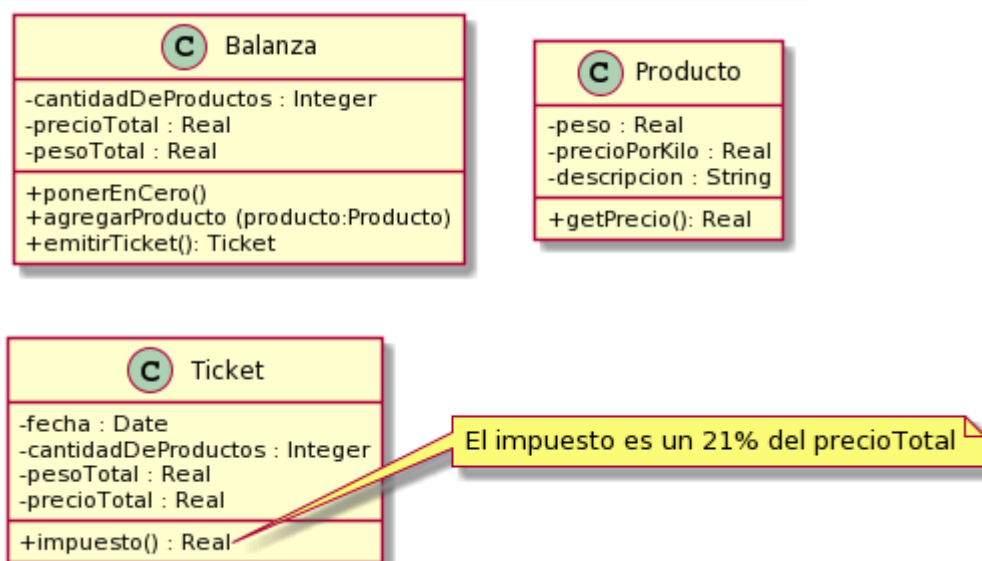 C Balanza
-cantidadDeProductos : Integer
-precioTotal : Real
-pesoTotal : Real
+ponerEnCero()
+agregarProducto (producto:Producto)
+emitirTicket(): Ticket
C Producto
-peso : Real
-precioPorKilo : Real
-descripcion : String
+getPrecio(): Real
C Ticket
-fecha : Date
-cantidadDeProductos : Integer
-pesoTotal : Real
-precioTotal : Real
+impuesto() : Real
El impuesto es un 21% del precioTotal